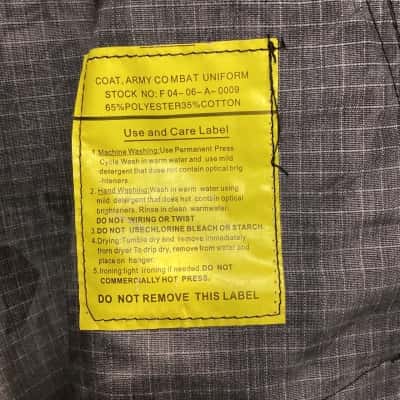 COAT, ARMY COMBAT UNIFORM
STOCK NO: F 04-06-A-0009
65%POLYESTER35%COTTON
Use and Care Label
1.Machine Washing:Use Permanent Press
Cycle Wash in warm water and use mild
detergent that does not contain optical brig
-hteners.
2. Hand Washing:Wash in warm water using
mild detergent that does not contain optical
brighteners. Rinse in clean warmwater.
DO NOT WIRING OR TWIST.
3.DO NOT USECHLORINE BLEACH OR STARCH.
4.Drying:Tumble dry and remove immediately
from dryer To drip dry, remove from water and
place on hanger.
5.Ironing:light ironing if needed.DO NOT
COMMERCIALLY HOT PRESS.
DO NOT REMOVE THIS LABEL